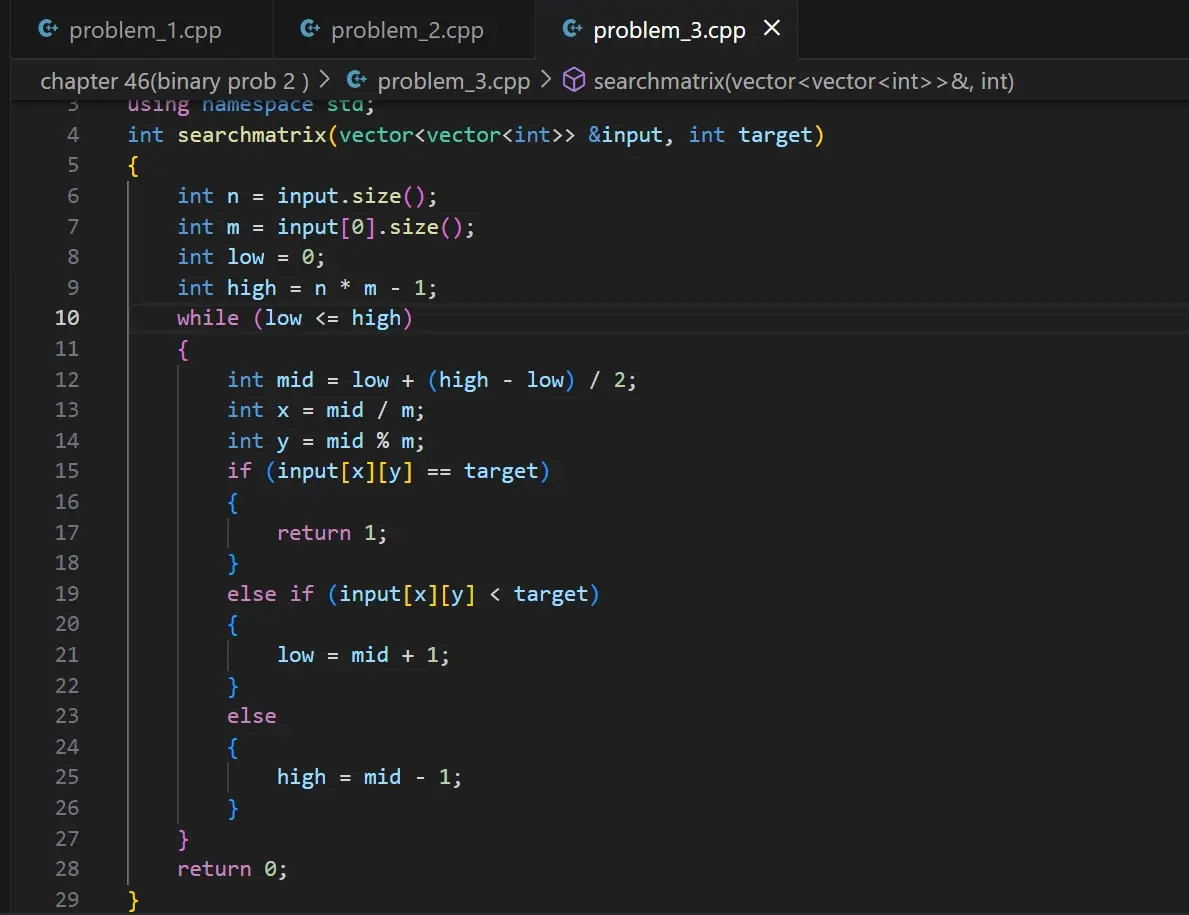 problem_1.cpp problem_2.cpp problem_3.cpp
chapter 46(binary prob 2 ) > problem_3.cpp > searchmatrix(vector<vector<int>>&, int)
3 using namespace std;
4 int searchmatrix(vector<vector<int>> &input, int target)
5 {
6     int n = input.size();
7     int m = input[0].size();
8     int low = 0;
9     int high = n * m - 1;
10     while (low <= high)
11     {
12         int mid = low + (high - low) / 2;
13         int x = mid / m;
14         int y = mid % m;
15         if (input[x][y] == target)
16         {
17             return 1;
18         }
19         else if (input[x][y] < target)
20         {
21             low = mid + 1;
22         }
23         else
24         {
25             high = mid - 1;
26         }
27     }
28     return 0;
29 }